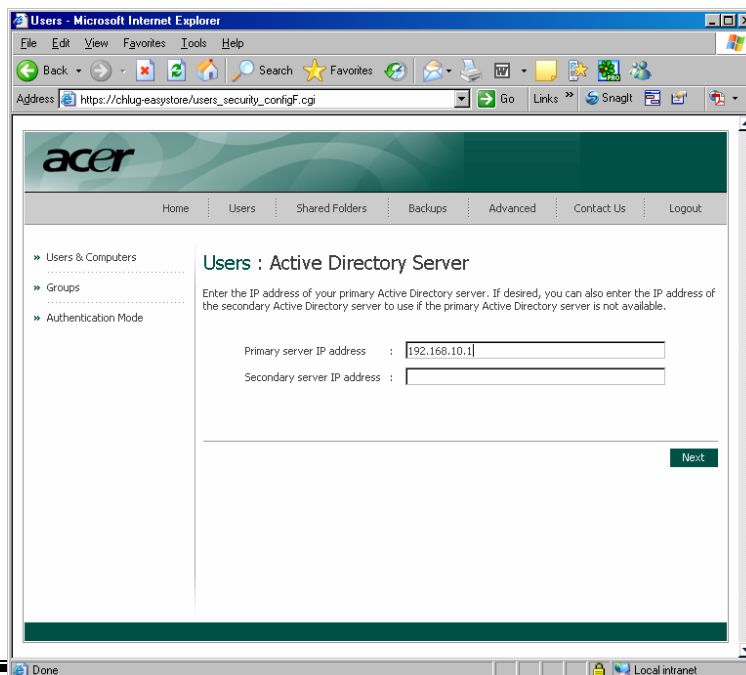 Users - Microsoft Internet Explorer
File Edit View Favorites Tools Help
Back Search Favorites
Address https://chlug-easystore/users_security_configF.cgi Go Links » SnagIt
acer
Home Users Shared Folders Backups Advanced Contact Us Logout
» Users & Computers
» Groups
» Authentication Mode
Users : Active Directory Server
Enter the IP address of your primary Active Directory server. If desired, you can also enter the IP address of
the secondary Active Directory server to use if the primary Active Directory server is not available.
Primary server IP address : 192.168.10.1
Secondary server IP address :
Next
Done Local intranet